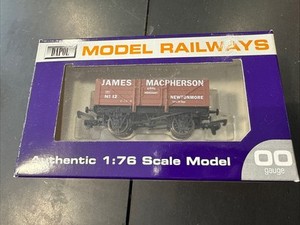 DAPOL
MODEL RAILWAYS
JAMES MACPHERSON
NEWTONMORE
Authentic 1:76 Scale Model
OO
gauge